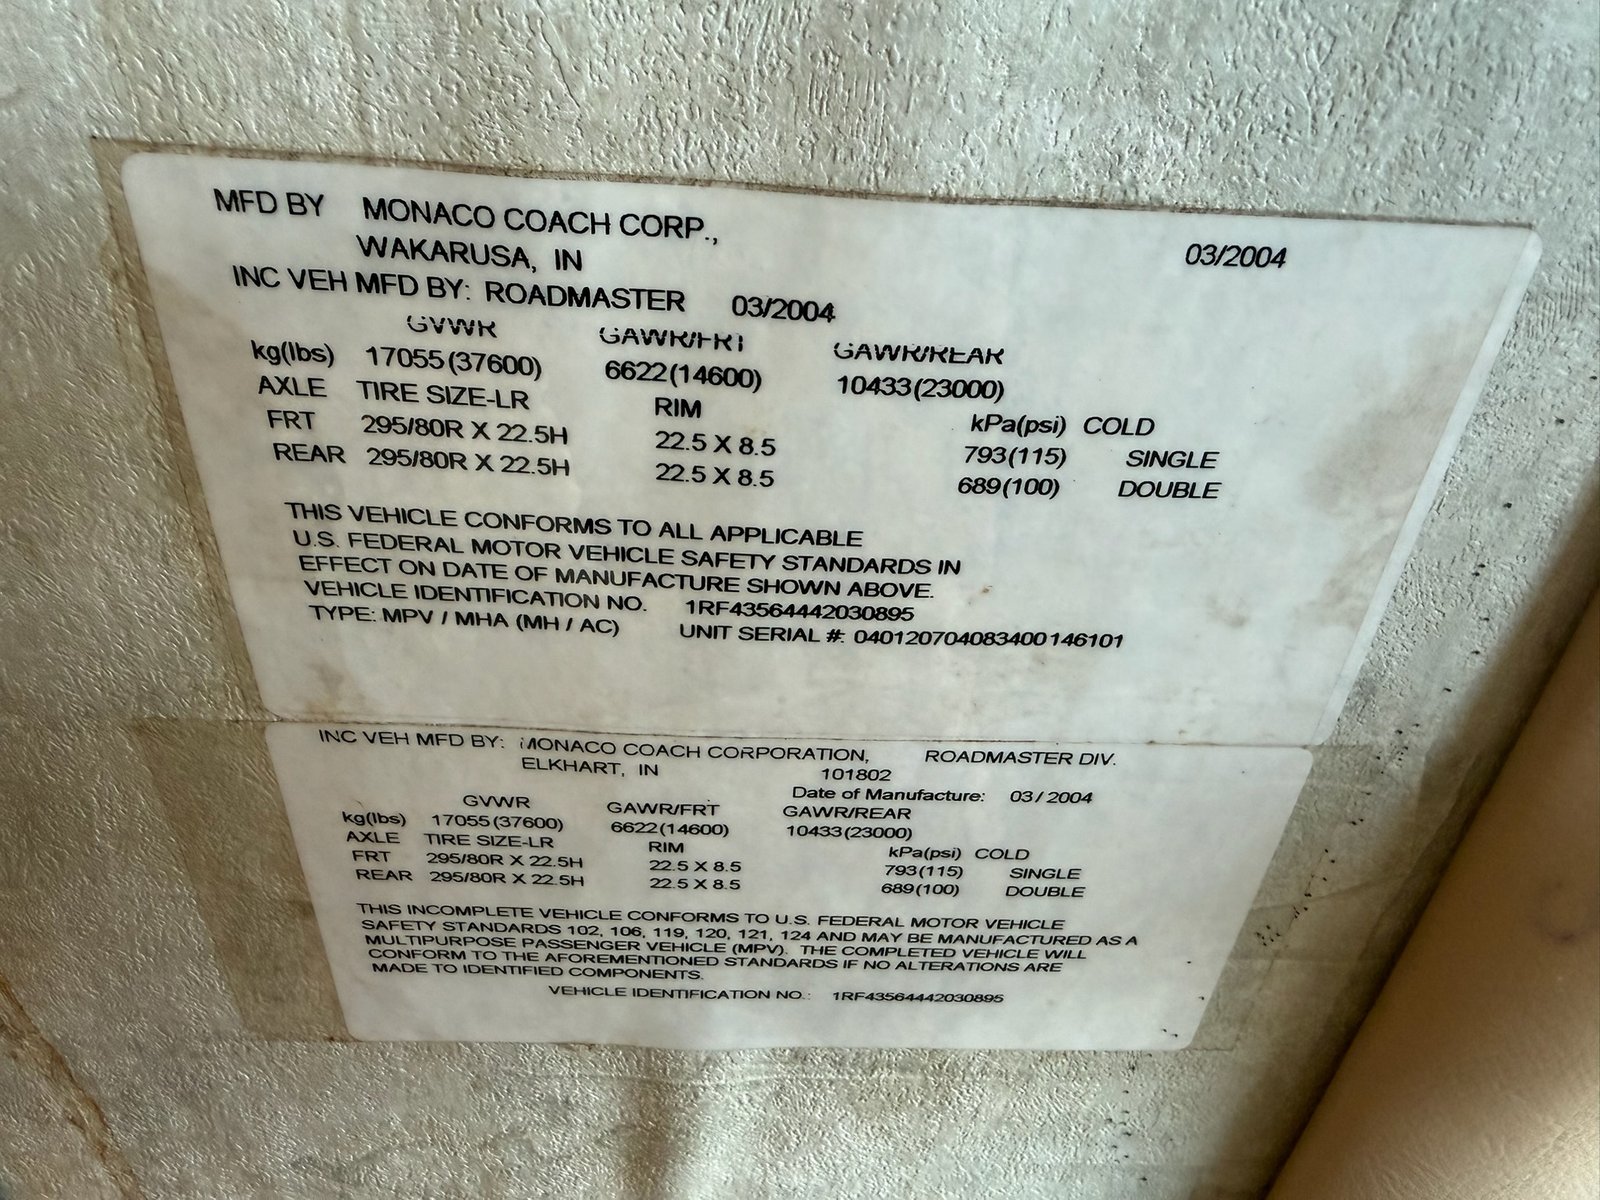 MFD BY MONACO COACH CORP.,
WAKARUSA, IN 03/2004
INC VEH MFD BY: ROADMASTER 03/2004
GVWR GAWR/FRT GAWR/REAR
kg(lbs) 17055(37600) 6622(14600) 10433(23000)
AXLE TIRE SIZE-LR RIM kPa(psi) COLD
FRT 295/80R X 22.5H 22.5 X 8.5 793(115) SINGLE
REAR 295/80R X 22.5H 22.5 X 8.5 689(100) DOUBLE
THIS VEHICLE CONFORMS TO ALL APPLICABLE
U.S. FEDERAL MOTOR VEHICLE SAFETY STANDARDS IN
EFFECT ON DATE OF MANUFACTURE SHOWN ABOVE.
VEHICLE IDENTIFICATION NO. 1RF43564442030895
TYPE: MPV / MHA (MH / AC) UNIT SERIAL #: 040120704083400146101
INC VEH MFD BY: MONACO COACH CORPORATION, ROADMASTER DIV.
ELKHART, IN 101802
Date of Manufacture: 03/2004
GVWR GAWR/FRT GAWR/REAR
kg(lbs) 17055(37600) 6622(14600) 10433(23000)
AXLE TIRE SIZE-LR RIM kPa(psi) COLD
FRT 295/80R X 22.5H 22.5 X 8.5 793(115) SINGLE
REAR 295/80R X 22.5H 22.5 X 8.5 689(100) DOUBLE
THIS INCOMPLETE VEHICLE CONFORMS TO U.S. FEDERAL MOTOR VEHICLE
SAFETY STANDARDS 102, 106, 119, 120, 121, 124 AND MAY BE MANUFACTURED AS A
MULTIPURPOSE PASSENGER VEHICLE (MPV). THE COMPLETED VEHICLE WILL
CONFORM TO THE AFOREMENTIONED STANDARDS IF NO ALTERATIONS ARE
MADE TO IDENTIFIED COMPONENTS.
VEHICLE IDENTIFICATION NO.: 1RF43564442030895